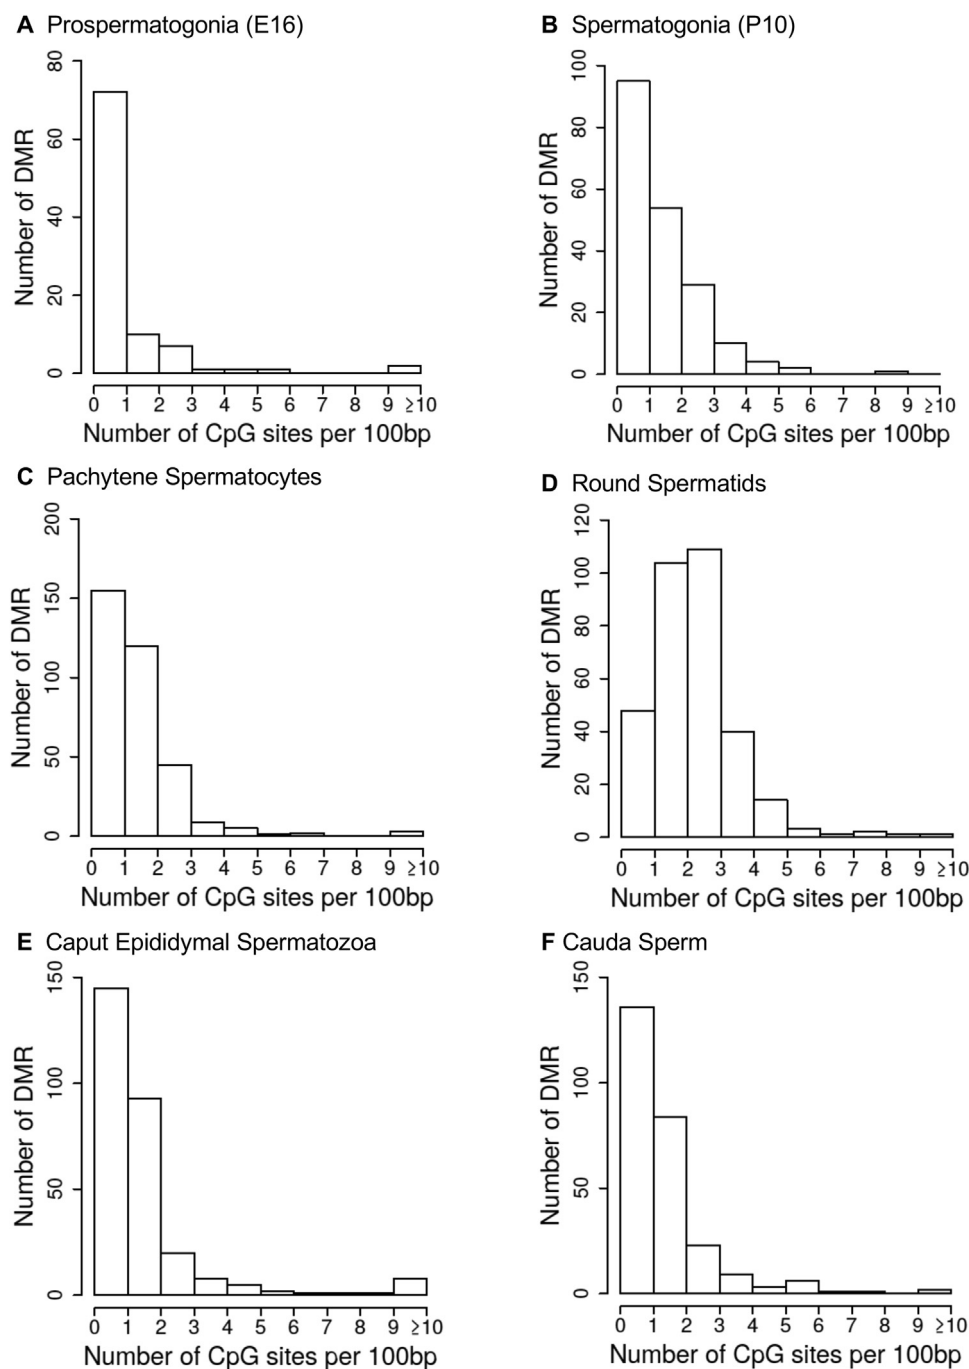 A Prospermatogonia (E16)
Number of DMR
80
60
40
20
0
0 1 2 3 4 5 6 7 8 9 ≥10
Number of CpG sites per 100bp
B Spermatogonia (P10)
Number of DMR
100
80
60
40
20
0
0 1 2 3 4 5 6 7 8 9 ≥10
Number of CpG sites per 100bp
C Pachytene Spermatocytes
Number of DMR
200
150
100
50
0
0 1 2 3 4 5 6 7 8 9 ≥10
Number of CpG sites per 100bp
D Round Spermatids
Number of DMR
120
100
80
60
40
20
0
0 1 2 3 4 5 6 7 8 9 ≥10
Number of CpG sites per 100bp
E Caput Epididymal Spermatozoa
Number of DMR
150
100
50
0
0 1 2 3 4 5 6 7 8 9 ≥10
Number of CpG sites per 100bp
F Cauda Sperm
Number of DMR
150
100
50
0
0 1 2 3 4 5 6 7 8 9 ≥10
Number of CpG sites per 100bp